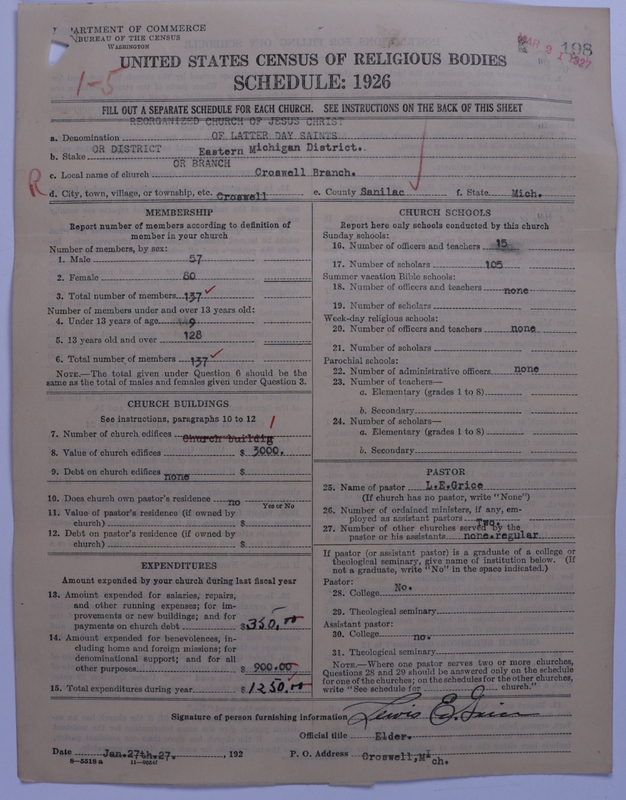 DEPARTMENT OF COMMERCE
BUREAU OF THE CENSUS
WASHINGTON
MAR 21 1927
198
1-5
UNITED STATES CENSUS OF RELIGIOUS BODIES
SCHEDULE: 1926
FILL OUT A SEPARATE SCHEDULE FOR EACH CHURCH. SEE INSTRUCTIONS ON THE BACK OF THIS SHEET
REORGANIZED CHURCH OF JESUS CHRIST
a. Denomination OF LATTER DAY SAINTS
b. Stake OR DISTRICT Eastern Michigan District.
OR BRANCH
c. Local name of church Croswell Branch.
R d. City, town, village, or township, etc. Croswell e. County Sanilac f. State Mich.
MEMBERSHIP
Report number of members according to definition of
member in your church
Number of members, by sex:
1. Male 57
2. Female 80
3. Total number of members 137
Number of members under and over 13 years old:
4. Under 13 years of age 9
5. 13 years old and over 128
6. Total number of members 137
NOTE.—The total given under Question 6 should be
same as the total of males and females given under Question 3.
CHURCH BUILDINGS
See instructions, paragraphs 10 to 12
7. Number of church edifices Church buildig 1
8. Value of church edifices $ 3000.
9. Debt on church edifices none $
10. Does church own pastor's residence no
Yes or No
11. Value of pastor's residence (if owned by
church) $
12. Debt on pastor's residence (if owned by
church) $
EXPENDITURES
Amount expended by your church during last fiscal year
13. Amount expended for salaries, repairs,
and other running expenses; for im-
provements or new buildings; and for
payments on church debt $350,00
14. Amount expended for benevolences, in-
cluding home and foreign missions; for
denominational support; and for all
other purposes $ 900.00
15. Total expenditures during year $1250.00
CHURCH SCHOOLS
Report here only schools conducted by this church
Sunday schools:
16. Number of officers and teachers 15
17. Number of scholars 105
Summer vacation Bible schools:
18. Number of officers and teachers none
19. Number of scholars
Week-day religious schools:
20. Number of officers and teachers none
21. Number of scholars
Parochial schools:
22. Number of administrative officers none
23. Number of teachers—
a. Elementary (grades 1 to 8)
b. Secondary
24. Number of scholars—
a. Elementary (grades 1 to 8)
b. Secondary
PASTOR
25. Name of pastor L.E.Grice
(If church has no pastor, write "None")
26. Number of ordained ministers, if any, em-
ployed as assistant pastors Two.
27. Number of other churches served by the
pastor or his assistants none.regular
If pastor (or assistant pastor) is a graduate of a college or
theological seminary, give name of institution below. (If
not a graduate, write "No" in the space indicated.)
Pastor:
28. College No.
29. Theological seminary
Assistant pastor:
30. College no.
31. Theological seminary
NOTE.—Where one pastor serves two or more churches,
Questions 28 and 29 should be answered only on the schedule
for one of the churches; on the schedules for the other churches,
write "See schedule for church."
Signature of person furnishing information Lewis E. Grice
Official title Elder.
Date Jan.27th.27. , 192 P. O. Address Croswell,Mich.
8—5518 a